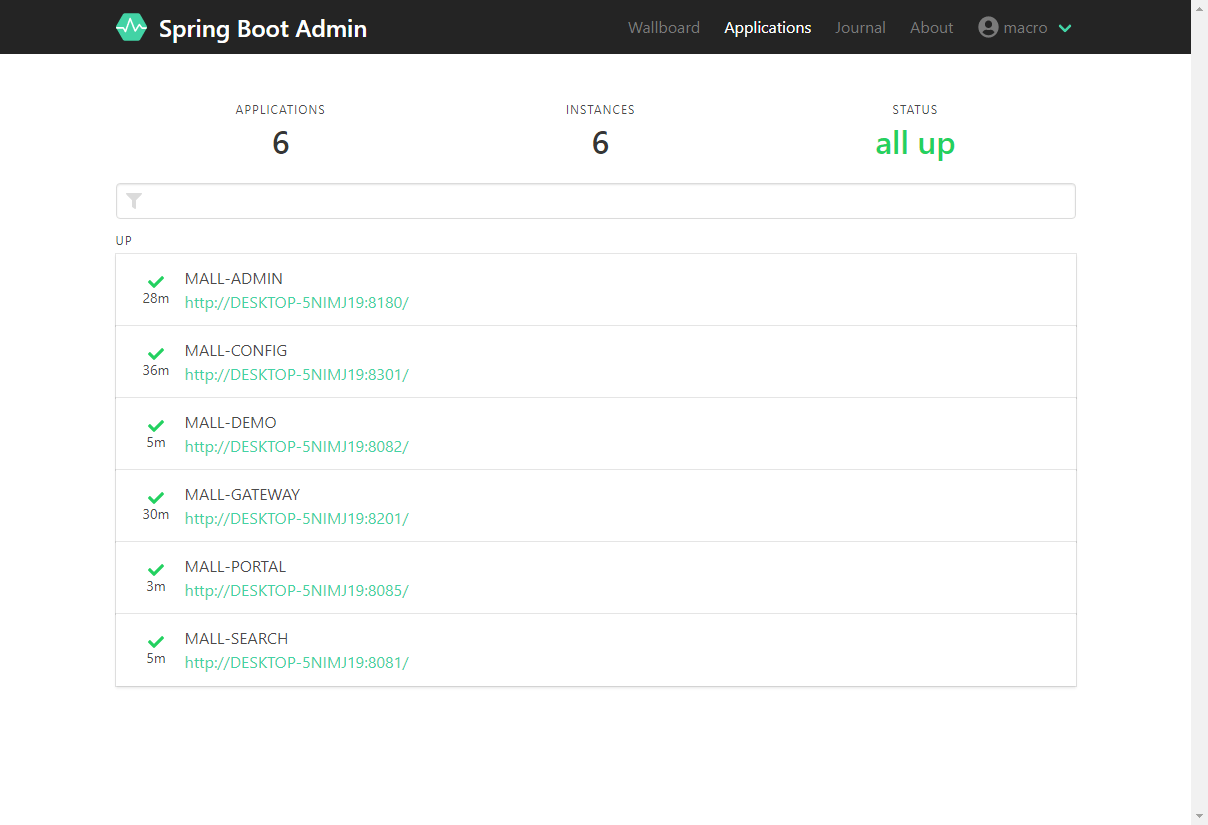 Spring Boot Admin
Wallboard Applications Journal About macro
APPLICATIONS INSTANCES STATUS
6 6 all up
UP
MALL-ADMIN
28m http://DESKTOP-5NIMJ19:8180/
MALL-CONFIG
36m http://DESKTOP-5NIMJ19:8301/
MALL-DEMO
5m http://DESKTOP-5NIMJ19:8082/
MALL-GATEWAY
30m http://DESKTOP-5NIMJ19:8201/
MALL-PORTAL
3m http://DESKTOP-5NIMJ19:8085/
MALL-SEARCH
5m http://DESKTOP-5NIMJ19:8081/